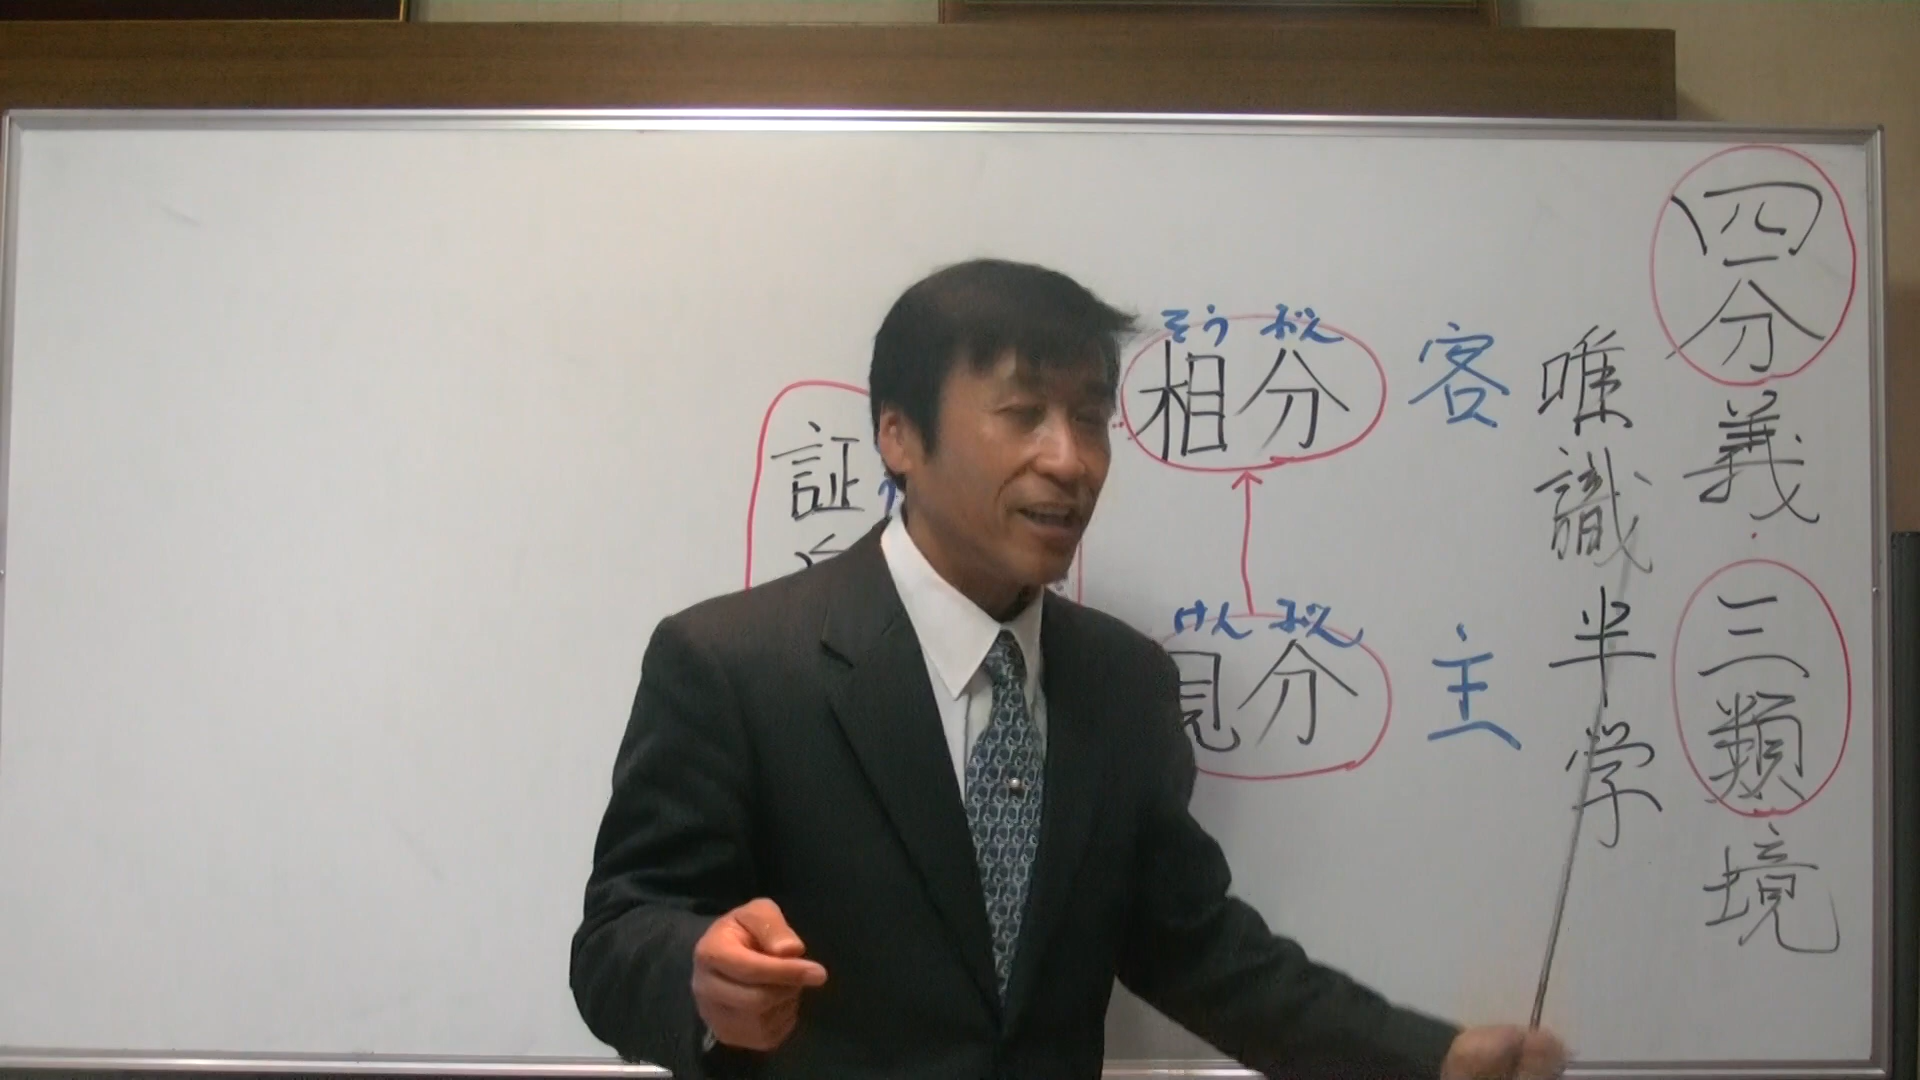 四分義・三類境
唯識半学
客
主
そうぶん
相分
けんぶん
見分
証